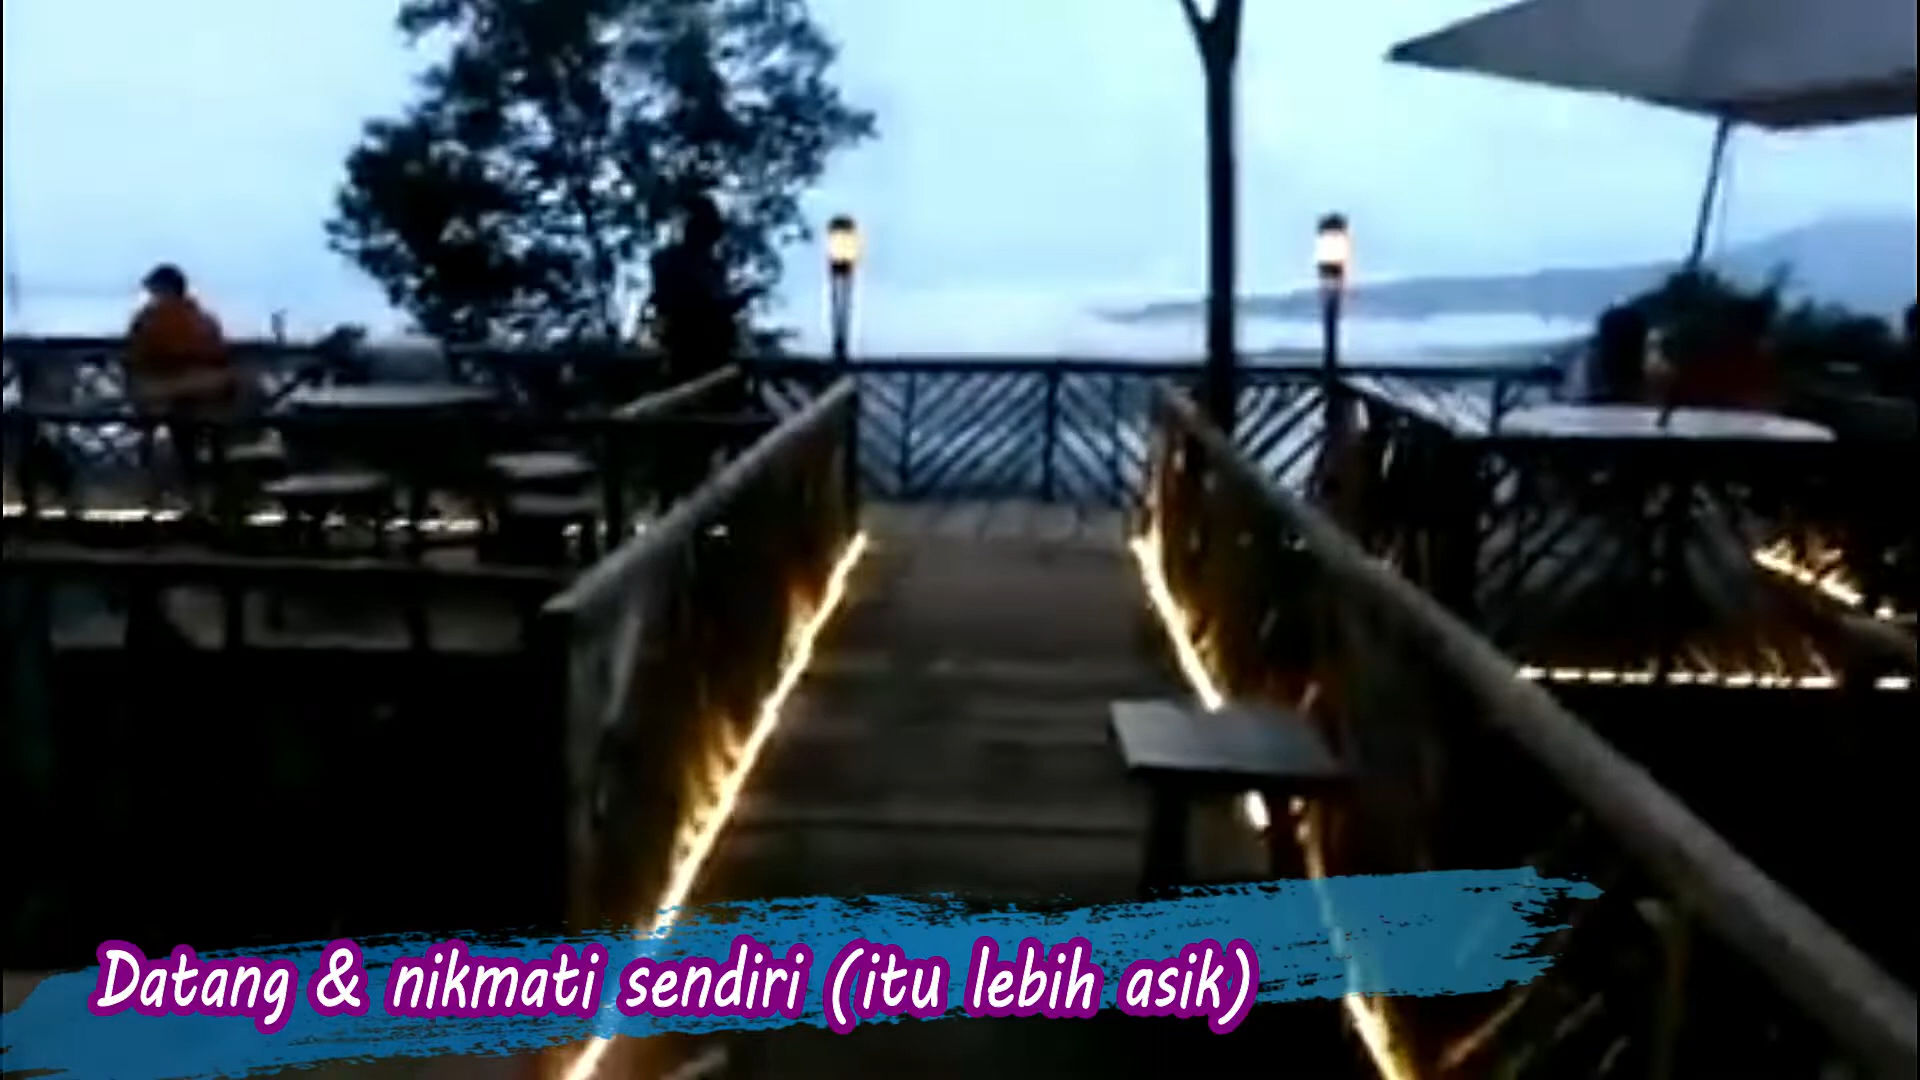 Datang & nikmati sendiri (itu lebih asik)